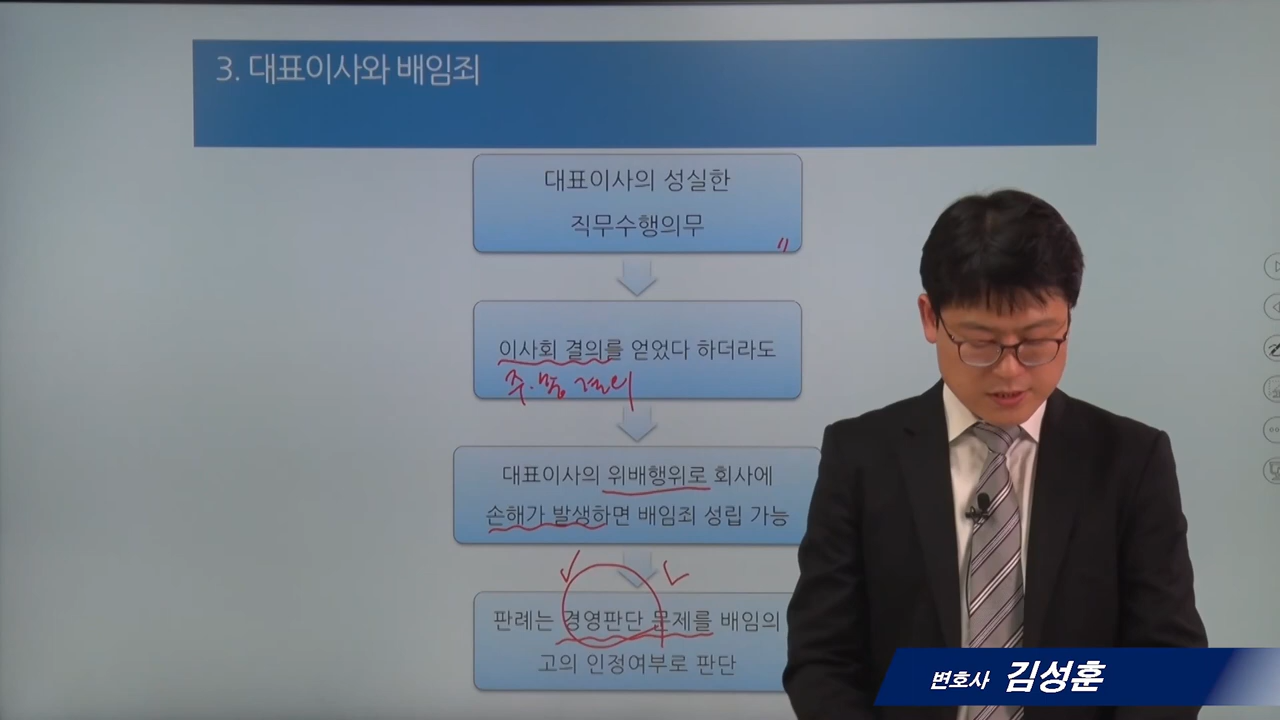 3. 대표이사와 배임죄
대표이사의 성실한
직무수행의무
이사회 결의를 얻었다 하더라도
주.총 결의
대표이사의 위배행위로 회사에
손해가 발생하면 배임죄 성립 가능
판례는 경영판단 문제를 배임의
고의 인정여부로 판단
변호사 김성훈